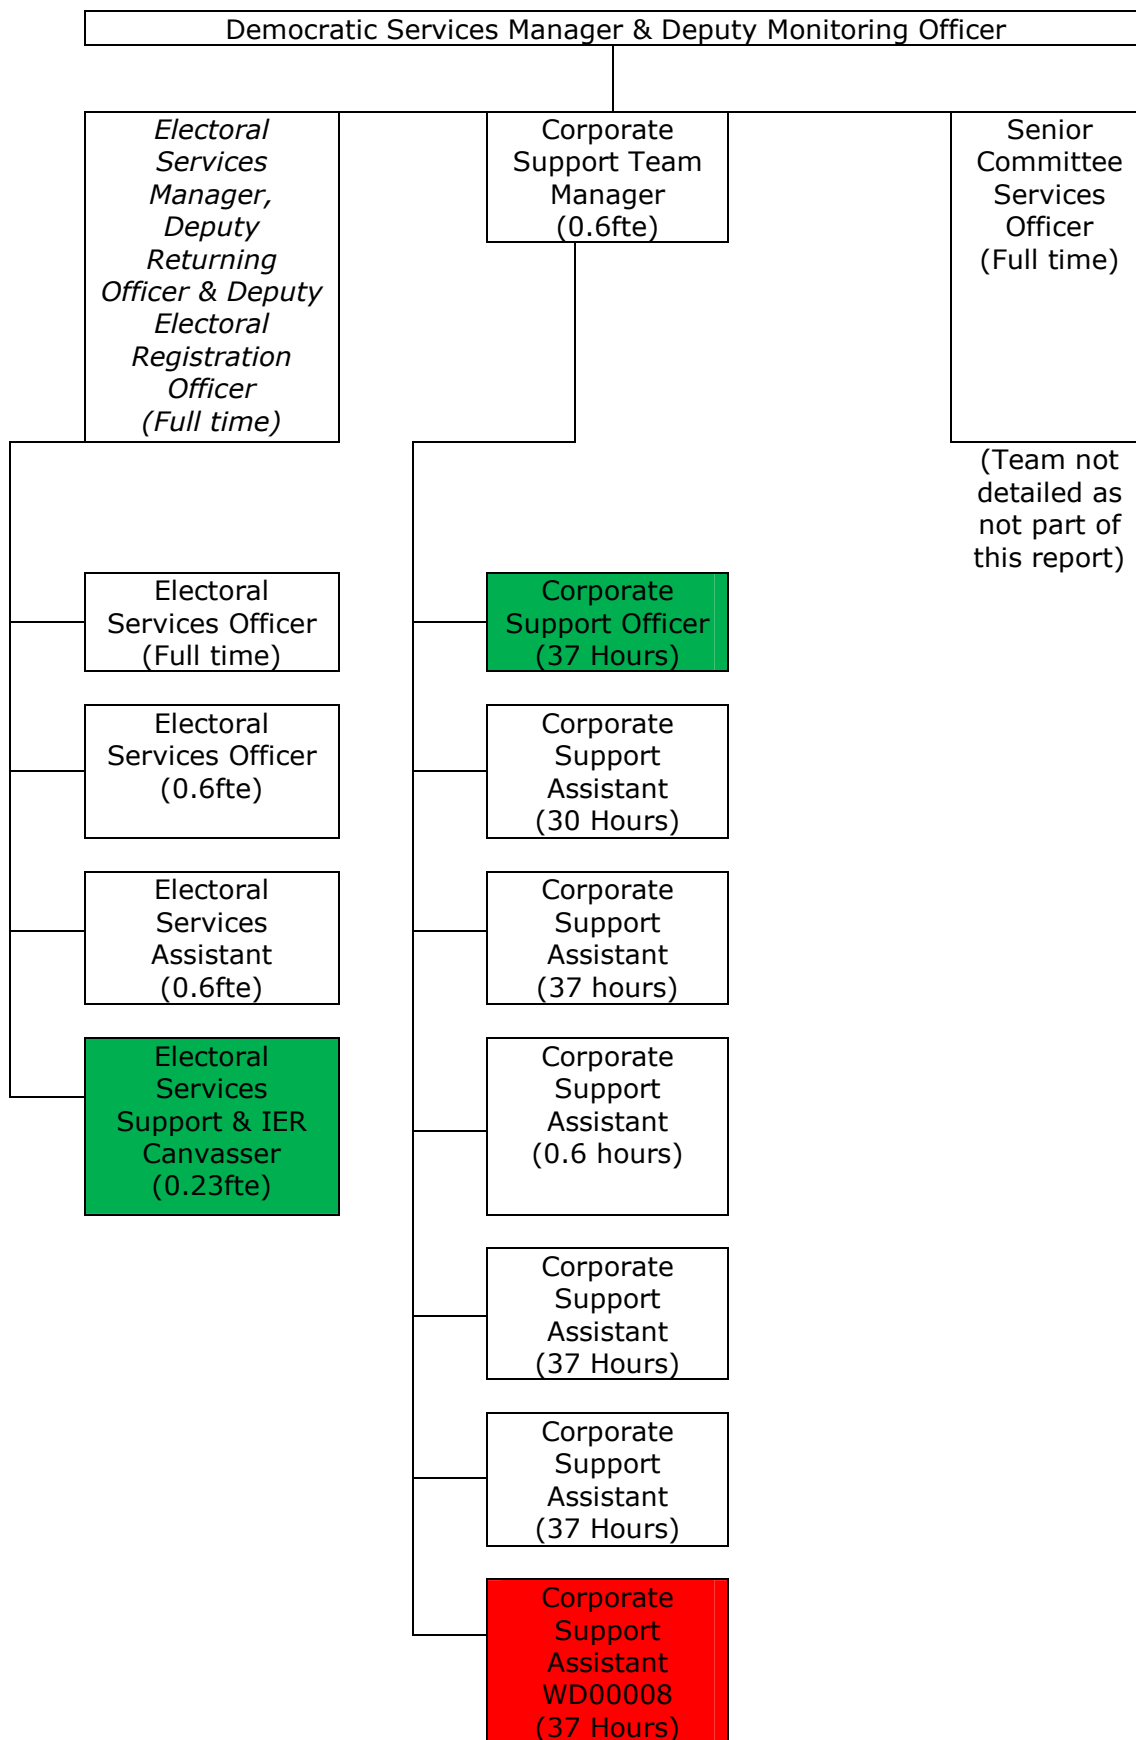 Democratic Services Manager & Deputy Monitoring Officer
Electoral
Services
Manager,
Deputy
Returning
Officer & Deputy
Electoral
Registration
Officer
(Full time)
Corporate
Support Team
Manager
(0.6fte)
Senior
Committee
Services
Officer
(Full time)
(Team not
detailed as
not part of
this report)
Electoral
Services Officer
(Full time)
Electoral
Services Officer
(0.6fte)
Electoral
Services
Assistant
(0.6fte)
Electoral
Services
Support & IER
Canvasser
(0.23fte)
Corporate
Support Officer
(37 Hours)
Corporate
Support
Assistant
(30 Hours)
Corporate
Support
Assistant
(37 hours)
Corporate
Support
Assistant
(0.6 hours)
Corporate
Support
Assistant
(37 Hours)
Corporate
Support
Assistant
(37 Hours)
Corporate
Support
Assistant
WD00008
(37 Hours)